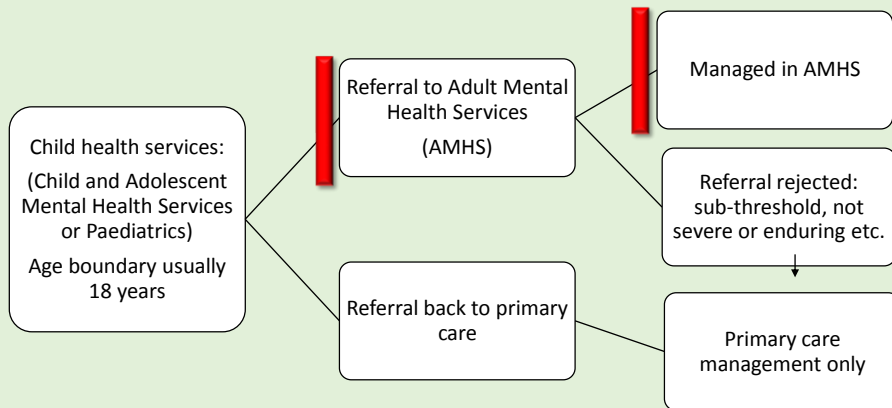 Child health services:
(Child and Adolescent
Mental Health Services
or Paediatrics)
Age boundary usually
18 years
Referral to Adult Mental
Health Services
(AMHS)
Managed in AMHS
Referral rejected:
sub-threshold, not
severe or enduring etc.
Referral back to primary
care
Primary care
management only